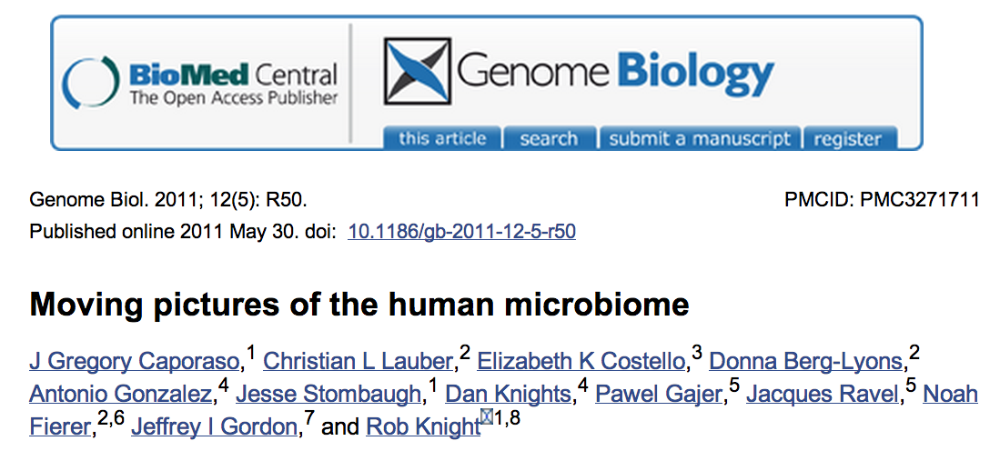 BioMed Central
The Open Access Publisher
Genome Biology
this article search submit a manuscript register
Genome Biol. 2011; 12(5): R50. PMCID: PMC3271711
Published online 2011 May 30. doi: 10.1186/gb-2011-12-5-r50
Moving pictures of the human microbiome
J Gregory Caporaso,1 Christian L Lauber,2 Elizabeth K Costello,3 Donna Berg-Lyons,2
Antonio Gonzalez,4 Jesse Stombaugh,1 Dan Knights,4 Pawel Gajer,5 Jacques Ravel,5 Noah
Fierer,2,6 Jeffrey I Gordon,7 and Rob Knight1,8